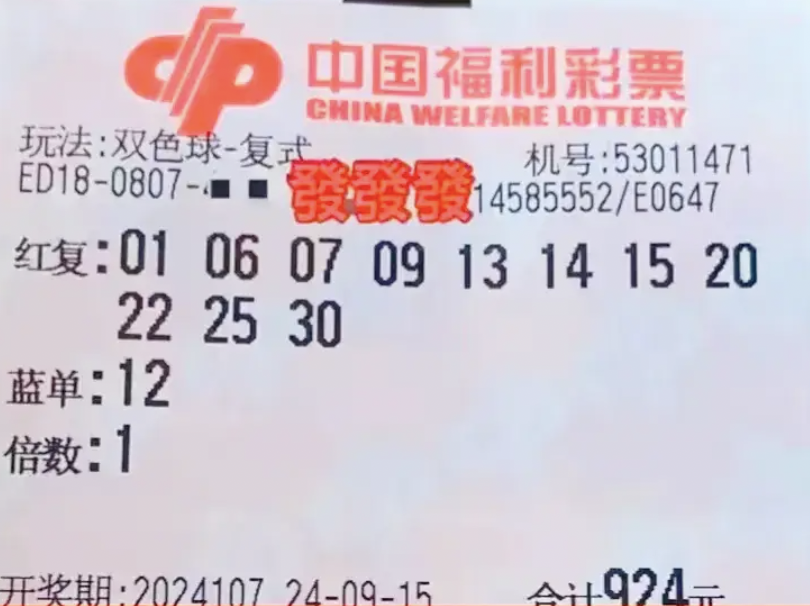 中国福利彩票
CHINA WELFARE LOTTERY
玩法:双色球-复式 机号:53011471
ED18-0807- 發發發 14585552/E0647
红复:01 06 07 09 13 14 15 20
22 25 30
蓝单:12
倍数:1
开奖期:2024107 24-09-15 合计924元